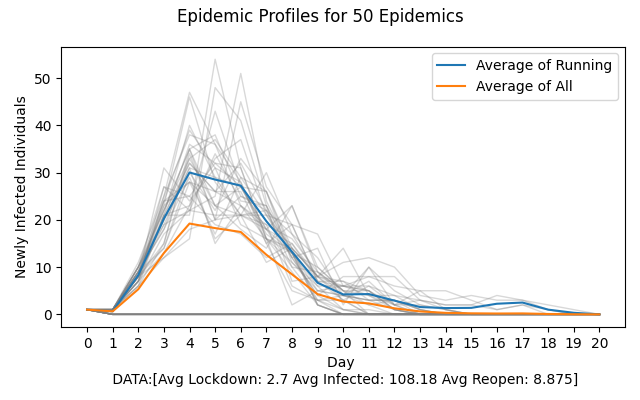 Epidemic Profiles for 50 Epidemics
Average of Running
Average of All
Newly Infected Individuals
50
40
30
20
10
0
0 1 2 3 4 5 6 7 8 9 10 11 12 13 14 15 16 17 18 19 20
Day
DATA:[Avg Lockdown: 2.7 Avg Infected: 108.18 Avg Reopen: 8.875]